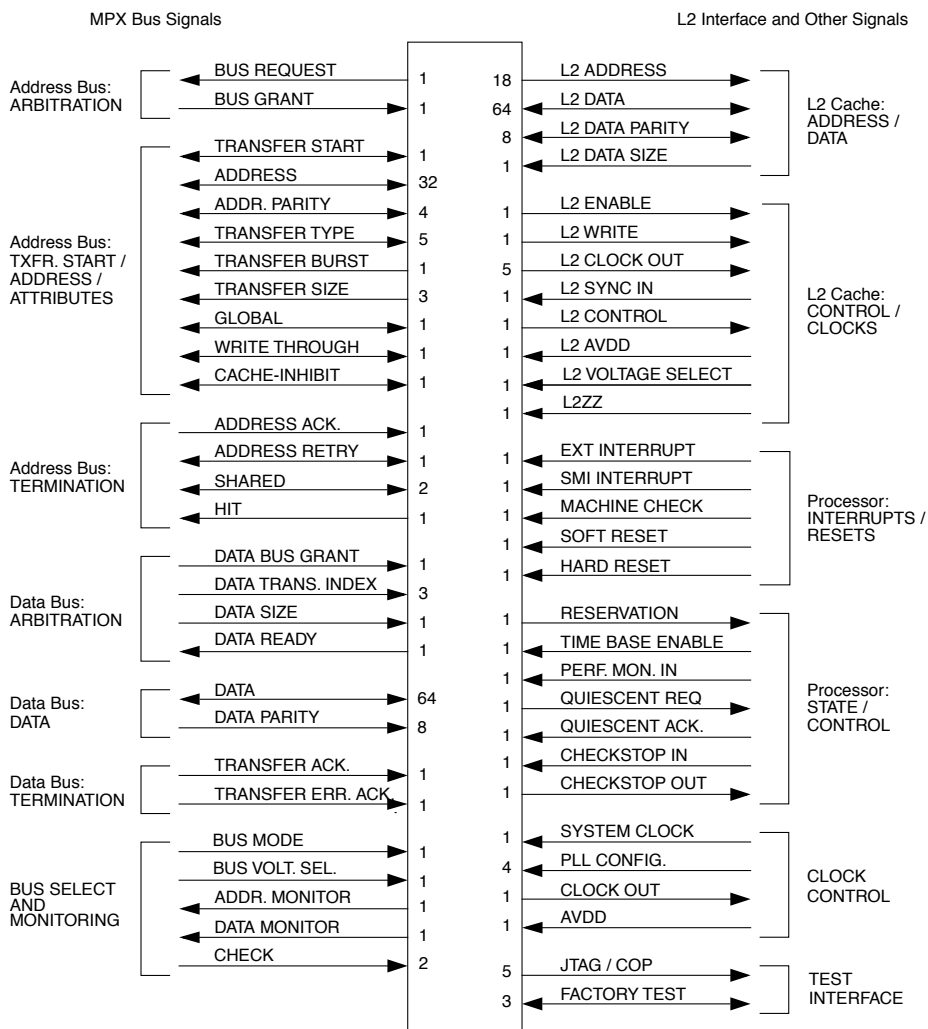 MPX Bus Signals
L2 Interface and Other Signals
Address Bus:
ARBITRATION
BUS REQUEST 1
BUS GRANT 1
Address Bus:
TXFR. START /
ADDRESS /
ATTRIBUTES
TRANSFER START 1
ADDRESS 32
ADDR. PARITY 4
TRANSFER TYPE 5
TRANSFER BURST 1
TRANSFER SIZE 3
GLOBAL 1
WRITE THROUGH 1
CACHE-INHIBIT 1
Address Bus:
TERMINATION
ADDRESS ACK. 1
ADDRESS RETRY 1
SHARED 2
HIT 1
Data Bus:
ARBITRATION
DATA BUS GRANT 1
DATA TRANS. INDEX 3
DATA SIZE 1
DATA READY 1
Data Bus:
DATA
DATA 64
DATA PARITY 8
Data Bus:
TERMINATION
TRANSFER ACK. 1
TRANSFER ERR. ACK. 1
BUS SELECT
AND
MONITORING
BUS MODE 1
BUS VOLT. SEL. 1
ADDR. MONITOR 1
DATA MONITOR 1
CHECK 2
18 L2 ADDRESS
64 L2 DATA
8 L2 DATA PARITY
1 L2 DATA SIZE
L2 Cache:
ADDRESS /
DATA
1 L2 ENABLE
1 L2 WRITE
5 L2 CLOCK OUT
1 L2 SYNC IN
1 L2 CONTROL
1 L2 AVDD
1 L2 VOLTAGE SELECT
1 L2ZZ
L2 Cache:
CONTROL /
CLOCKS
1 EXT INTERRUPT
1 SMI INTERRUPT
1 MACHINE CHECK
1 SOFT RESET
1 HARD RESET
Processor:
INTERRUPTS /
RESETS
1 RESERVATION
1 TIME BASE ENABLE
1 PERF. MON. IN
1 QUIESCENT REQ
1 QUIESCENT ACK.
1 CHECKSTOP IN
1 CHECKSTOP OUT
Processor:
STATE /
CONTROL
1 SYSTEM CLOCK
4 PLL CONFIG.
1 CLOCK OUT
1 AVDD
CLOCK
CONTROL
5 JTAG / COP
3 FACTORY TEST
TEST
INTERFACE